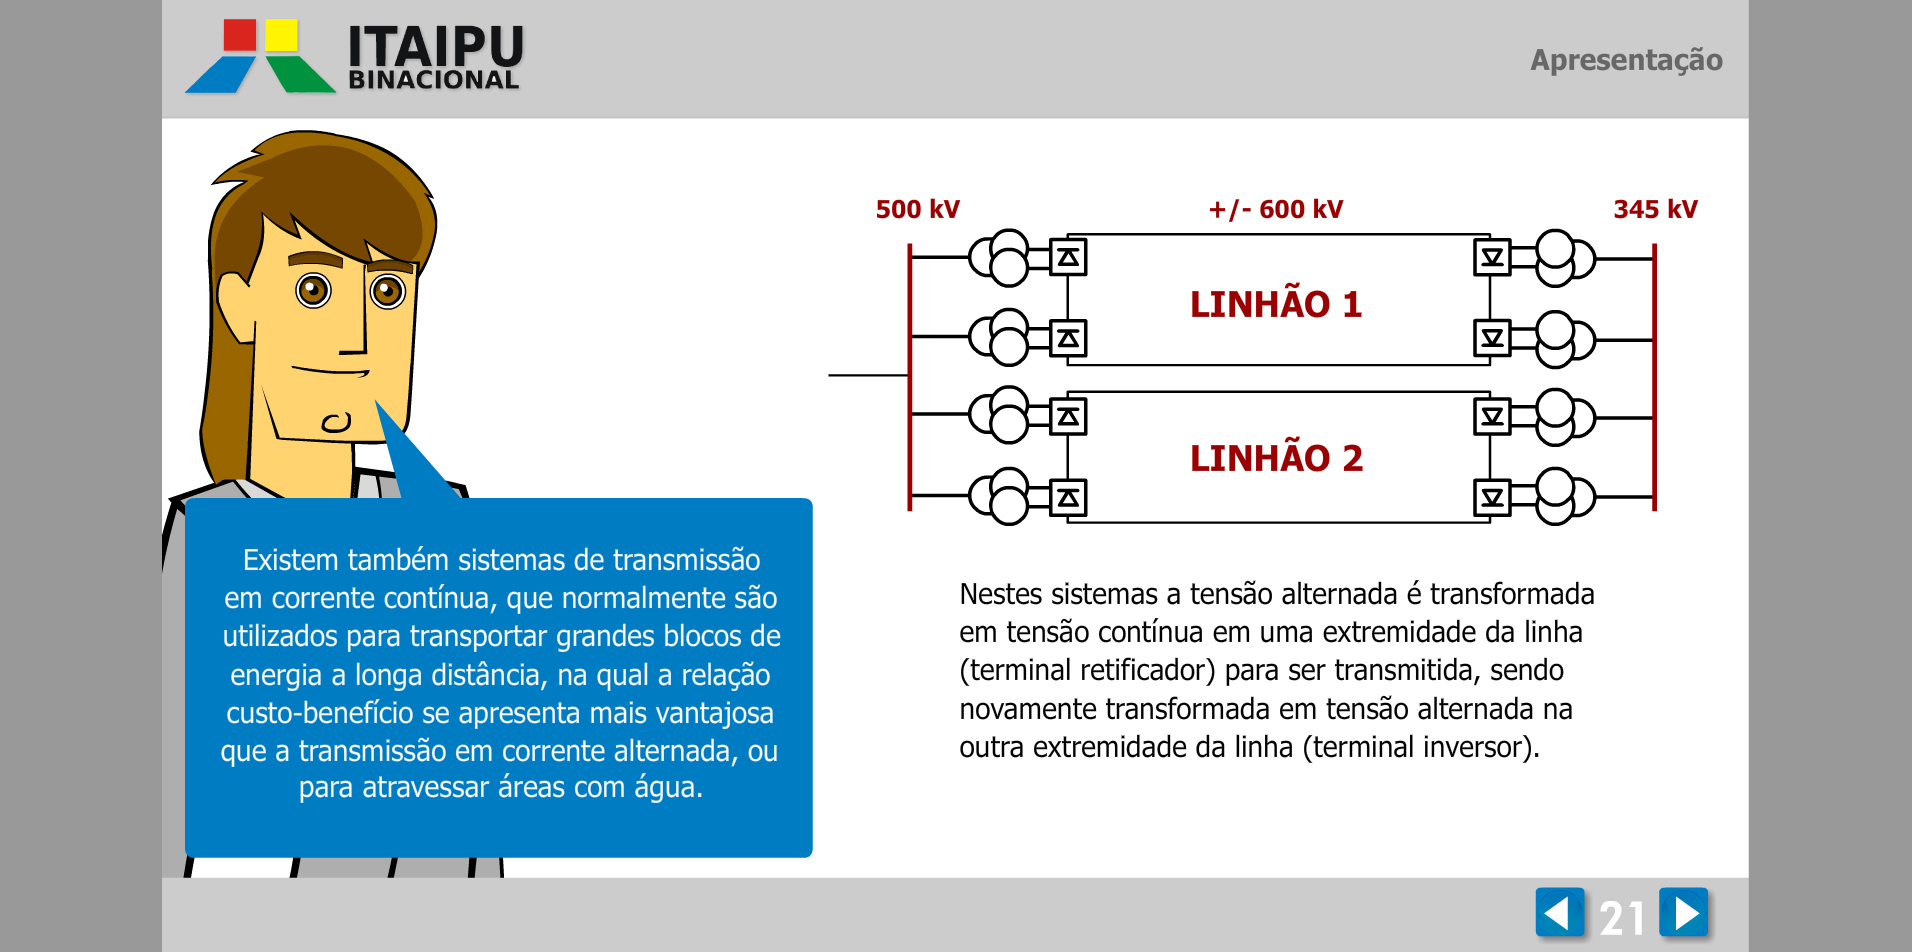 ITAIPU
BINACIONAL
Apresentação
500 kV
+/- 600 kV
345 kV
LINHÃO 1
LINHÃO 2
Existem também sistemas de transmissão
em corrente contínua, que normalmente são
utilizados para transportar grandes blocos de
energia a longa distância, na qual a relação
custo-benefício se apresenta mais vantajosa
que a transmissão em corrente alternada, ou
para atravessar áreas com água.
Nestes sistemas a tensão alternada é transformada
em tensão contínua em uma extremidade da linha
(terminal retificador) para ser transmitida, sendo
novamente transformada em tensão alternada na
outra extremidade da linha (terminal inversor).
21